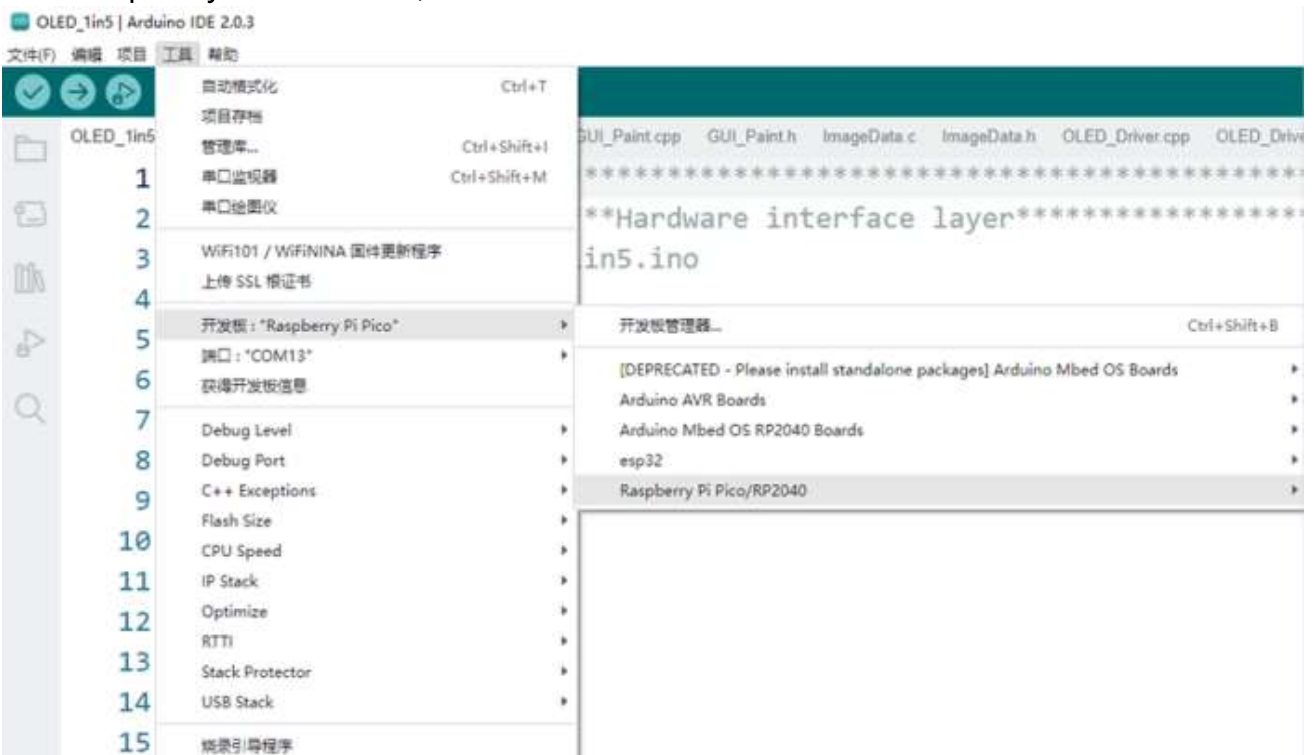 OLED_1in5 | Arduino IDE 2.0.3
文件(F) 编辑 项目 工具 帮助
自动格式化 Ctrl+T
项目存档
管理库... Ctrl+Shift+I
串口监视器 Ctrl+Shift+M
串口绘图仪
WiFi101 / WiFiNINA 固件更新程序
上传 SSL 根证书
开发板 : "Raspberry Pi Pico"
端口 : "COM13"
获得开发板信息
Debug Level
Debug Port
C++ Exceptions
Flash Size
CPU Speed
IP Stack
Optimize
RTTI
Stack Protector
USB Stack
烧录引导程序
开发板管理器... Ctrl+Shift+B
[DEPRECATED - Please install standalone packages] Arduino Mbed OS Boards
Arduino AVR Boards
Arduino Mbed OS RP2040 Boards
esp32
Raspberry Pi Pico/RP2040
OLED_1in5 GUI_Paint.cpp GUI_Paint.h ImageData.c ImageData.h OLED_Driver.cpp OLED_Drive
1 ****************************************
2 **Hardware interface layer******************
3 in5.ino
4
5
6
7
8
9
10
11
12
13
14
15